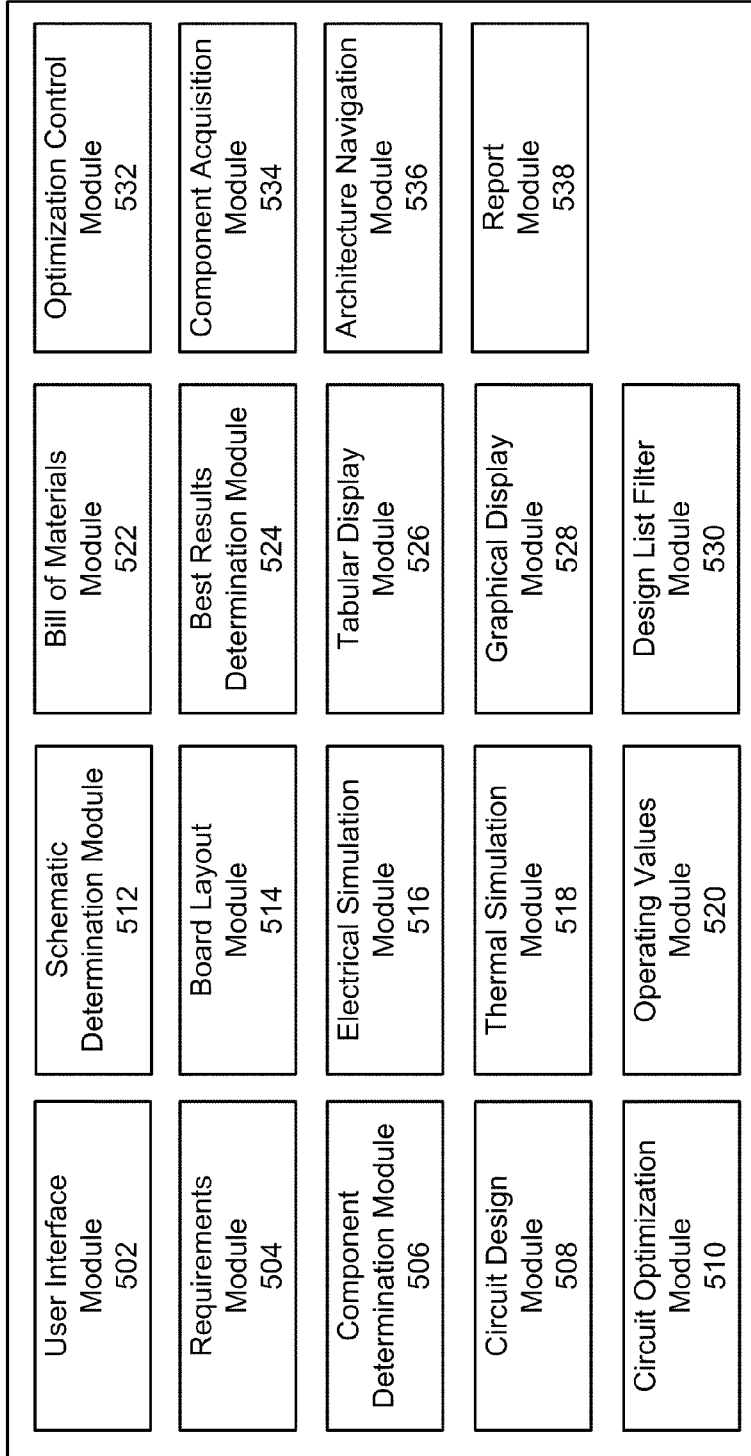 User Interface
Module
502
Requirements
Module
504
Component
Determination Module
506
Circuit Design
Module
508
Circuit Optimization
Module
510
Schematic
Determination Module
512
Board Layout
Module
514
Electrical Simulation
Module
516
Thermal Simulation
Module
518
Operating Values
Module
520
Bill of Materials
Module
522
Best Results
Determination Module
524
Tabular Display
Module
526
Graphical Display
Module
528
Design List Filter
Module
530
Optimization Control
Module
532
Component Acquisition
Module
534
Architecture Navigation
Module
536
Report
Module
538